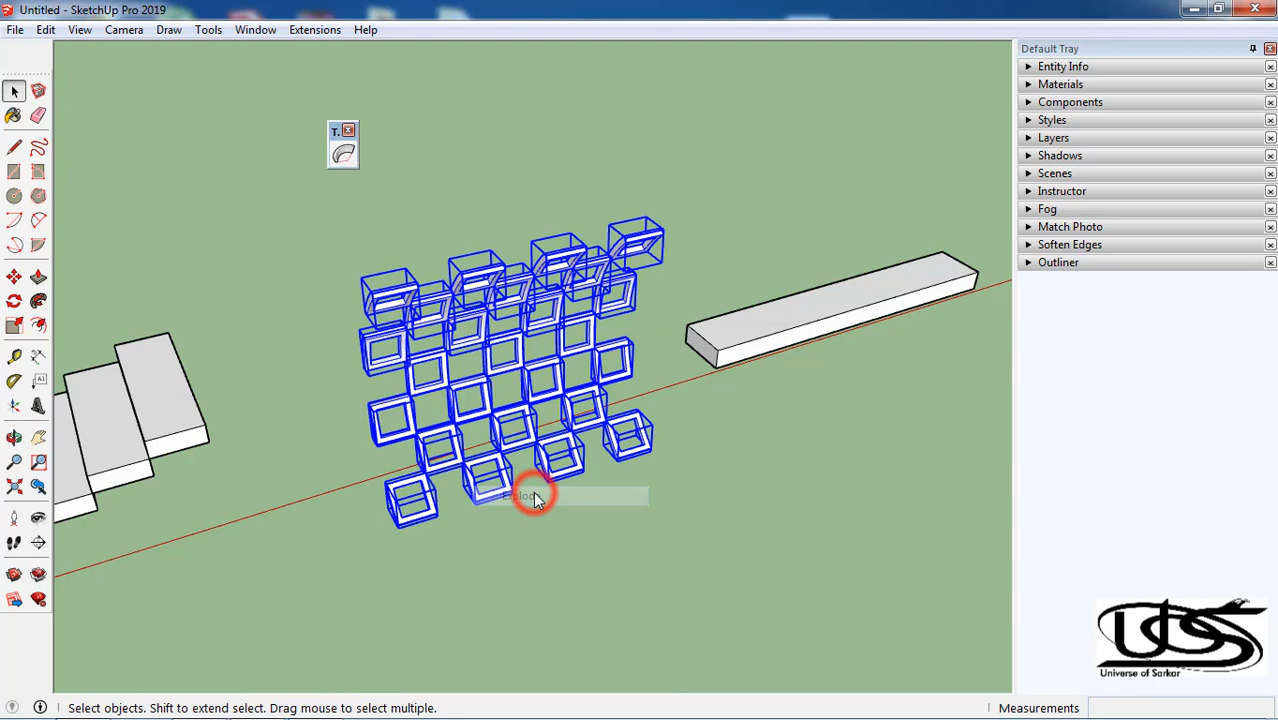 Untitled - SketchUp Pro 2019
File Edit View Camera Draw Tools Window Extensions Help
Default Tray
Entity Info
Materials
Components
Styles
Layers
Shadows
Scenes
Instructor
Fog
Match Photo
Soften Edges
Outliner
T.
Explode
UOS
Universe of Sarkar
Select objects. Shift to extend select. Drag mouse to select multiple.
Measurements